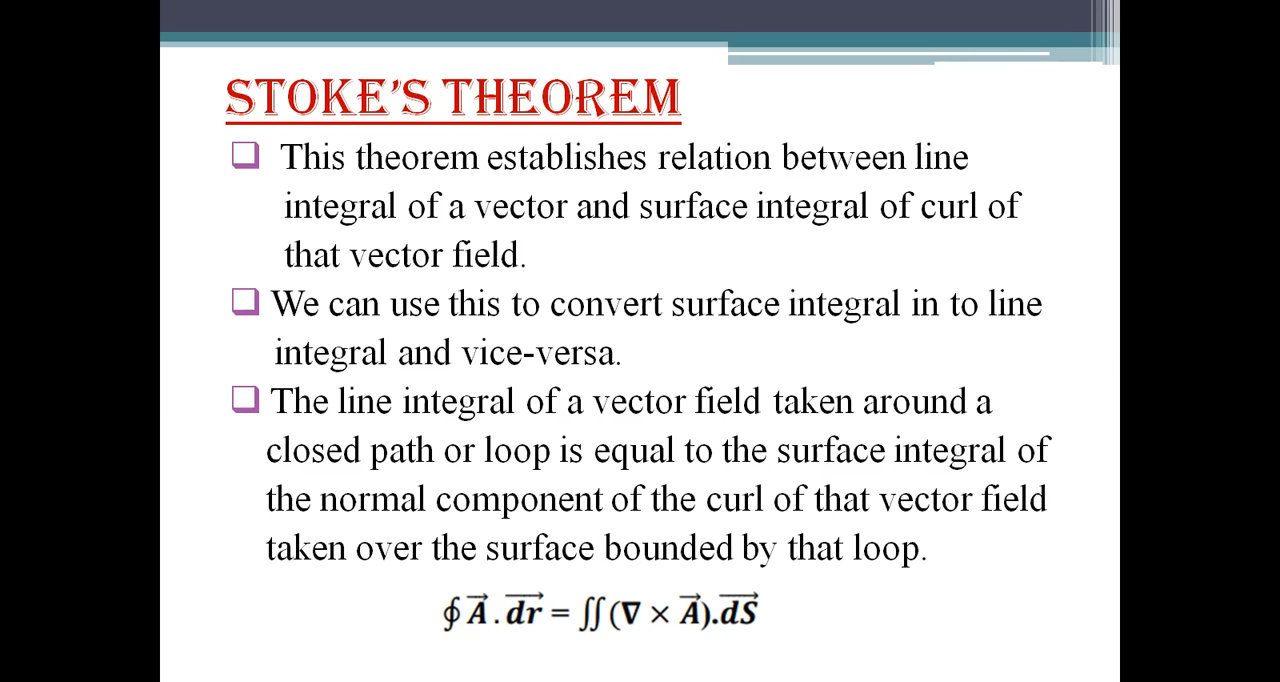 STOKE'S THEOREM
❑ This theorem establishes relation between line
integral of a vector and surface integral of curl of
that vector field.
❑ We can use this to convert surface integral in to line
integral and vice-versa.
❑ The line integral of a vector field taken around a
closed path or loop is equal to the surface integral of
the normal component of the curl of that vector field
taken over the surface bounded by that loop.
∮ A⃗ . d⃗r⃗ = ∬(∇ × A⃗).d⃗S⃗